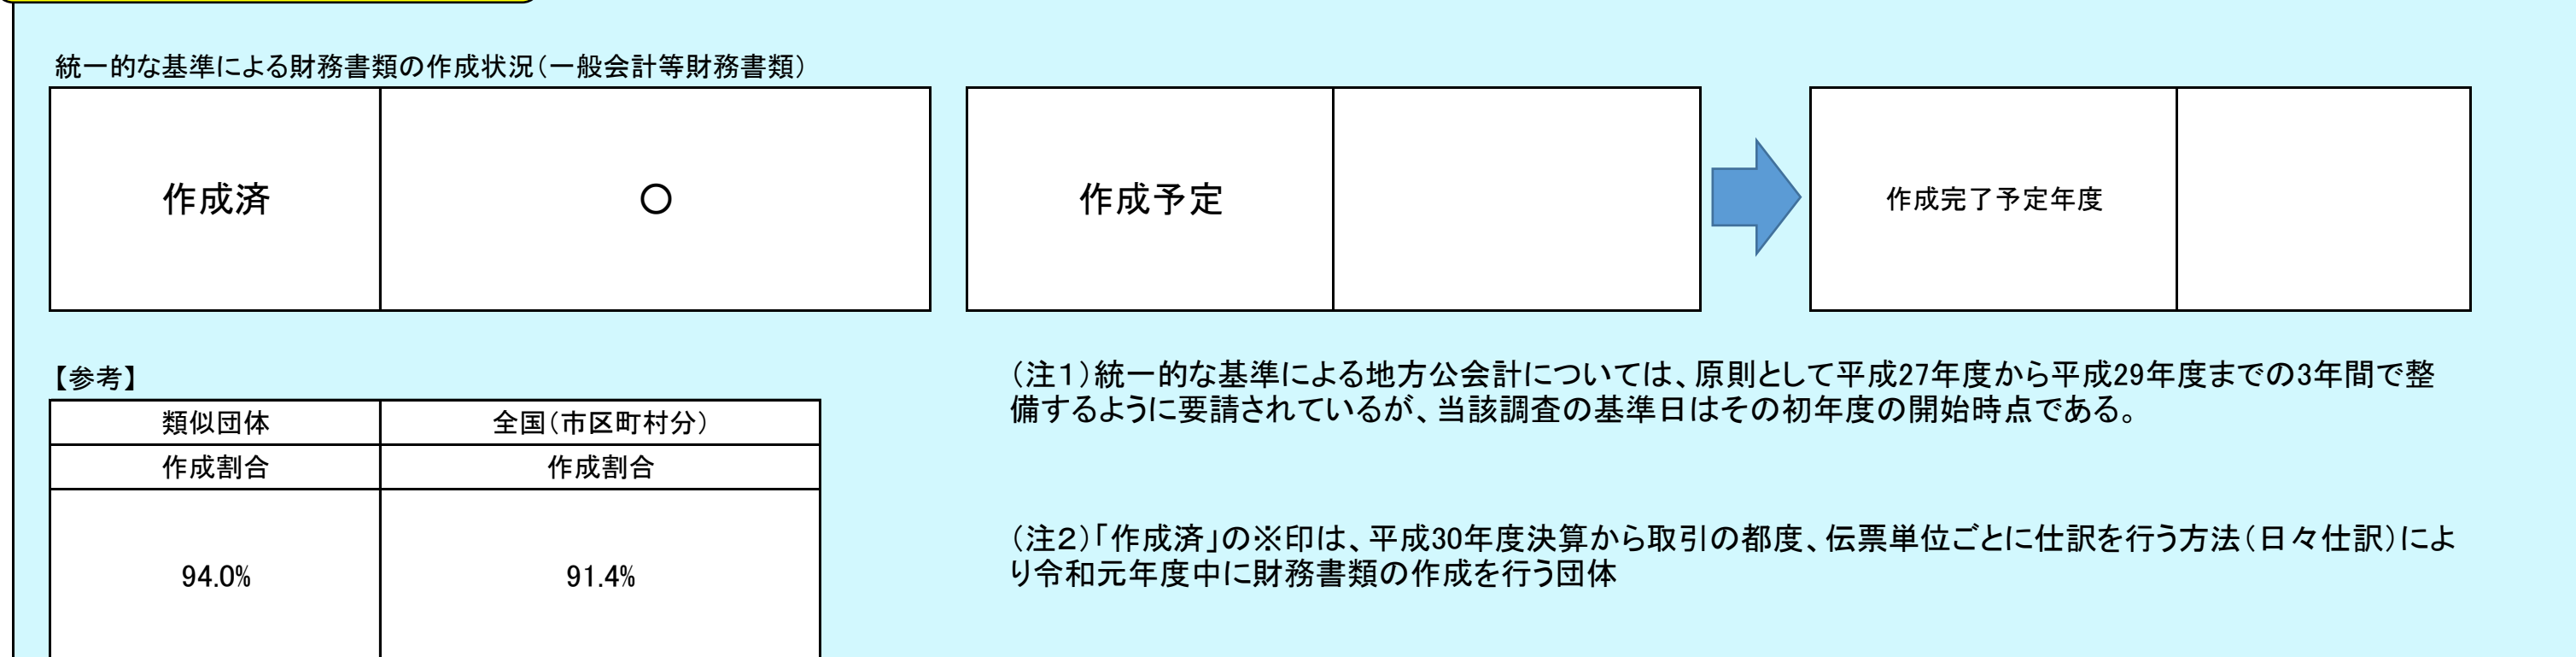 統一的な基準による財務書類の作成状況（一般会計等財務書類）
作成済
○
作成予定
作成完了予定年度
【参考】
類似団体
全国（市区町村分）
作成割合
作成割合
94.0%
91.4%
（注１）統一的な基準による地方公会計については、原則として平成27年度から平成29年度までの3年間で整
備するように要請されているが、当該調査の基準日はその初年度の開始時点である。
（注２）「作成済」の※印は、平成30年度決算から取引の都度、伝票単位ごとに仕訳を行う方法（日々仕訳）によ
り令和元年度中に財務書類の作成を行う団体